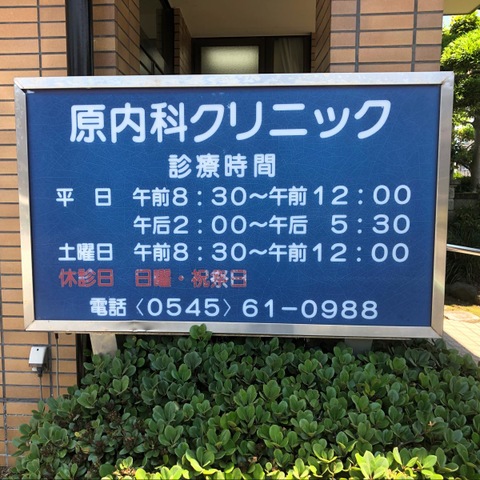 原内科クリニック
診療時間
平　日　午前8：30〜午前12：00
午后2：00〜午后　5：30
土曜日　午前8：30〜午前12：00
休診日　日曜・祝祭日
電話〈0545〉61－0988